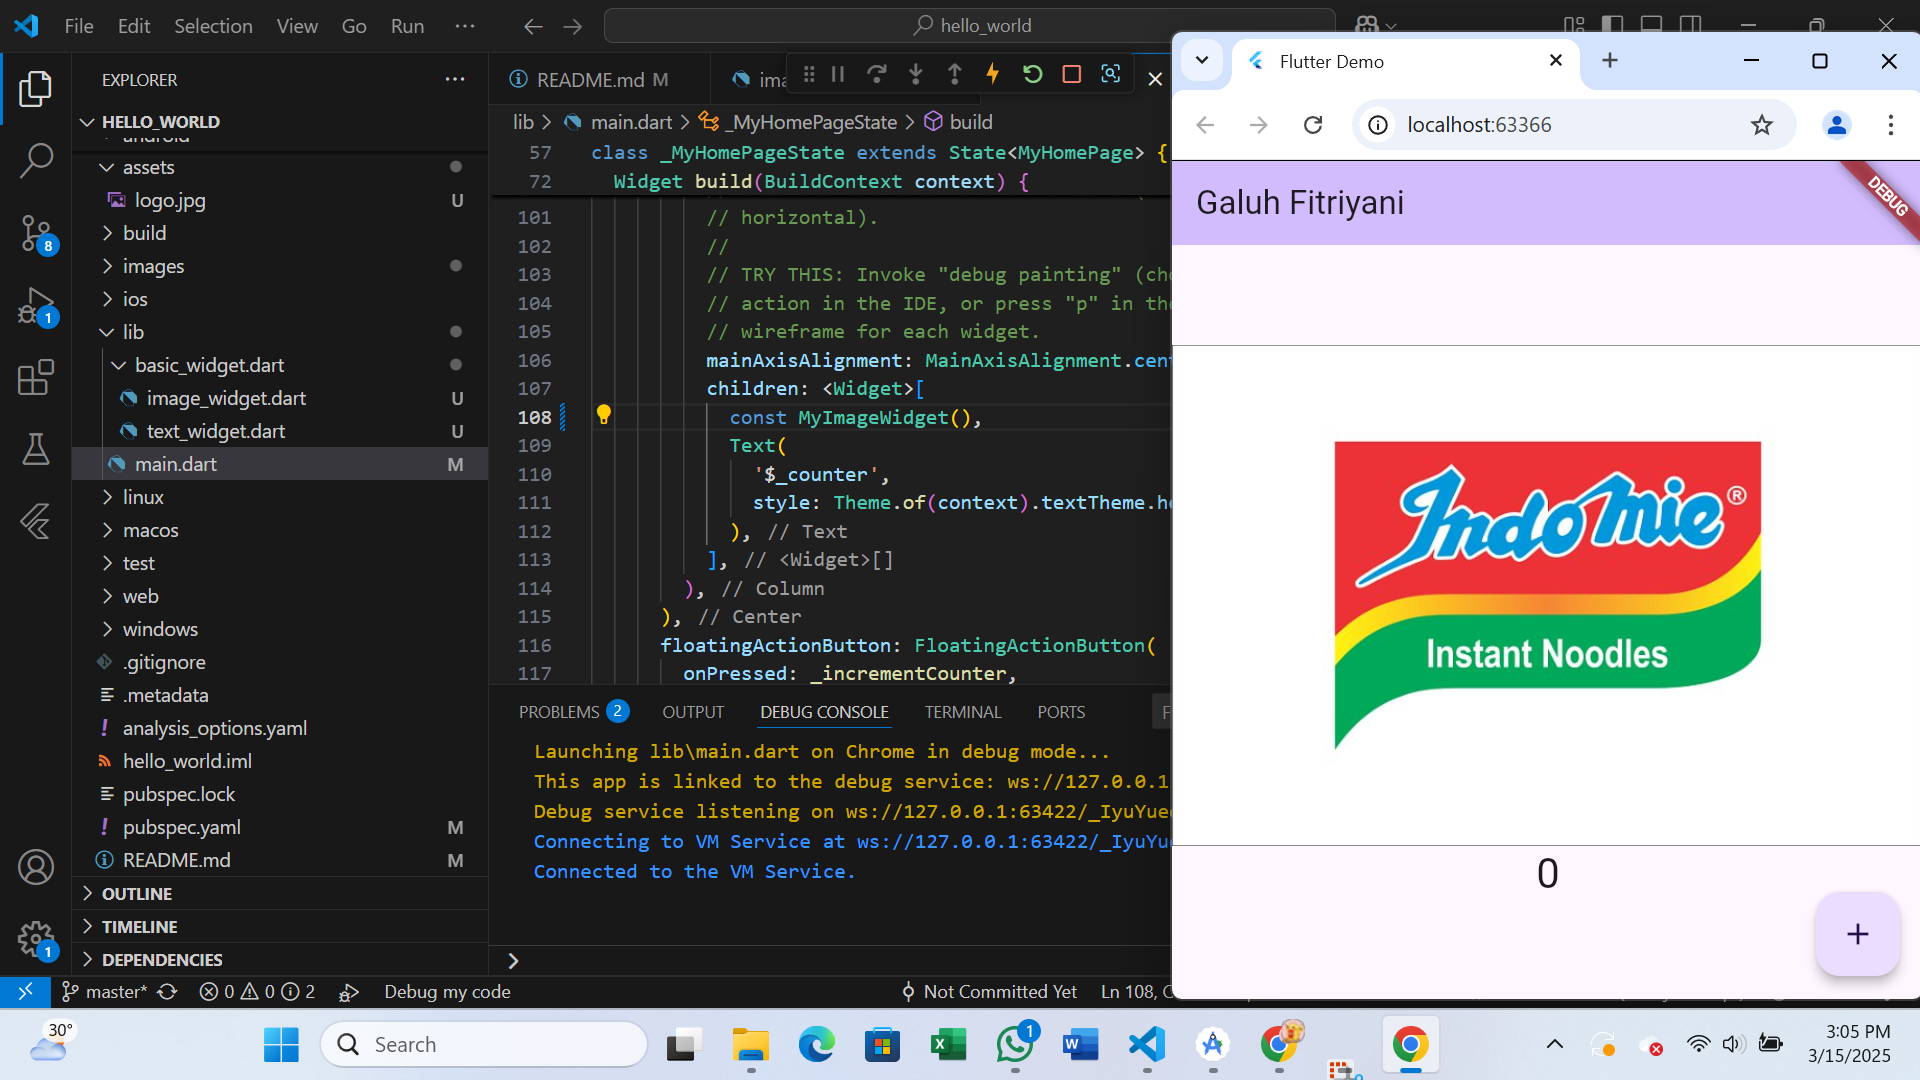 File Edit Selection View Go Run ···
hello_world
EXPLORER
HELLO_WORLD
android
assets
logo.jpg U
build
images
ios
lib
basic_widget.dart
image_widget.dart U
text_widget.dart U
main.dart M
linux
macos
test
web
windows
.gitignore
.metadata
analysis_options.yaml
hello_world.iml
pubspec.lock
pubspec.yaml M
README.md M
OUTLINE
TIMELINE
DEPENDENCIES
8
1
1
README.md M
ima
lib > main.dart > _MyHomePageState > build
57 class _MyHomePageState extends State<MyHomePage> {
72 Widget build(BuildContext context) {
101 // horizontal).
102 //
103 // TRY THIS: Invoke "debug painting" (cho
104 // action in the IDE, or press "p" in the
105 // wireframe for each widget.
106 mainAxisAlignment: MainAxisAlignment.cent
107 children: <Widget>[
108 const MyImageWidget(),
109 Text(
110 '$_counter',
111 style: Theme.of(context).textTheme.he
112 ), // Text
113 ], // <Widget>[]
114 ), // Column
115 ), // Center
116 floatingActionButton: FloatingActionButton(
117 onPressed: _incrementCounter,
PROBLEMS 2 OUTPUT DEBUG CONSOLE TERMINAL PORTS F
Launching lib\main.dart on Chrome in debug mode...
This app is linked to the debug service: ws://127.0.0.1
Debug service listening on ws://127.0.0.1:63422/_IyuYue
Connecting to VM Service at ws://127.0.0.1:63422/_IyuYu
Connected to the VM Service.
master* 0 0 2 Debug my code Not Committed Yet Ln 108, C
Flutter Demo
localhost:63366
Galuh Fitriyani
DEBUG
Indomie ®
Instant Noodles
0
+
30°
Search
1
3:05 PM
3/15/2025